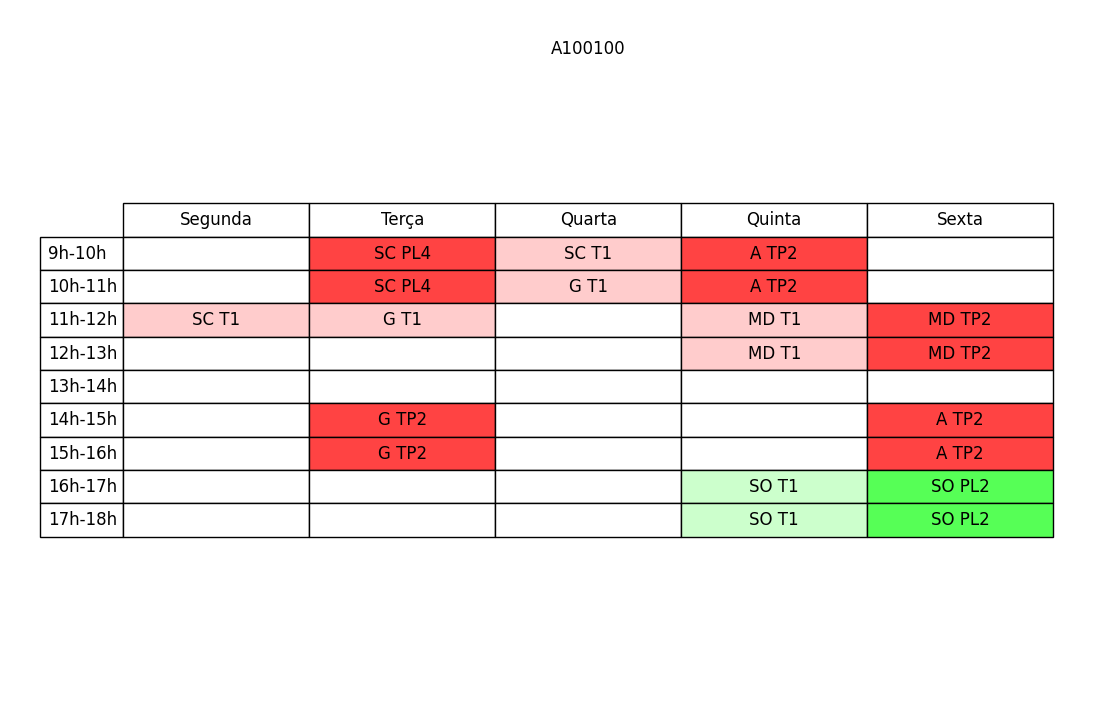 A100100
Segunda Terça Quarta Quinta Sexta
9h-10h SC PL4 SC T1 A TP2
10h-11h SC PL4 G T1 A TP2
11h-12h SC T1 G T1 MD T1 MD TP2
12h-13h MD T1 MD TP2
13h-14h
14h-15h G TP2 A TP2
15h-16h G TP2 A TP2
16h-17h SO T1 SO PL2
17h-18h SO T1 SO PL2